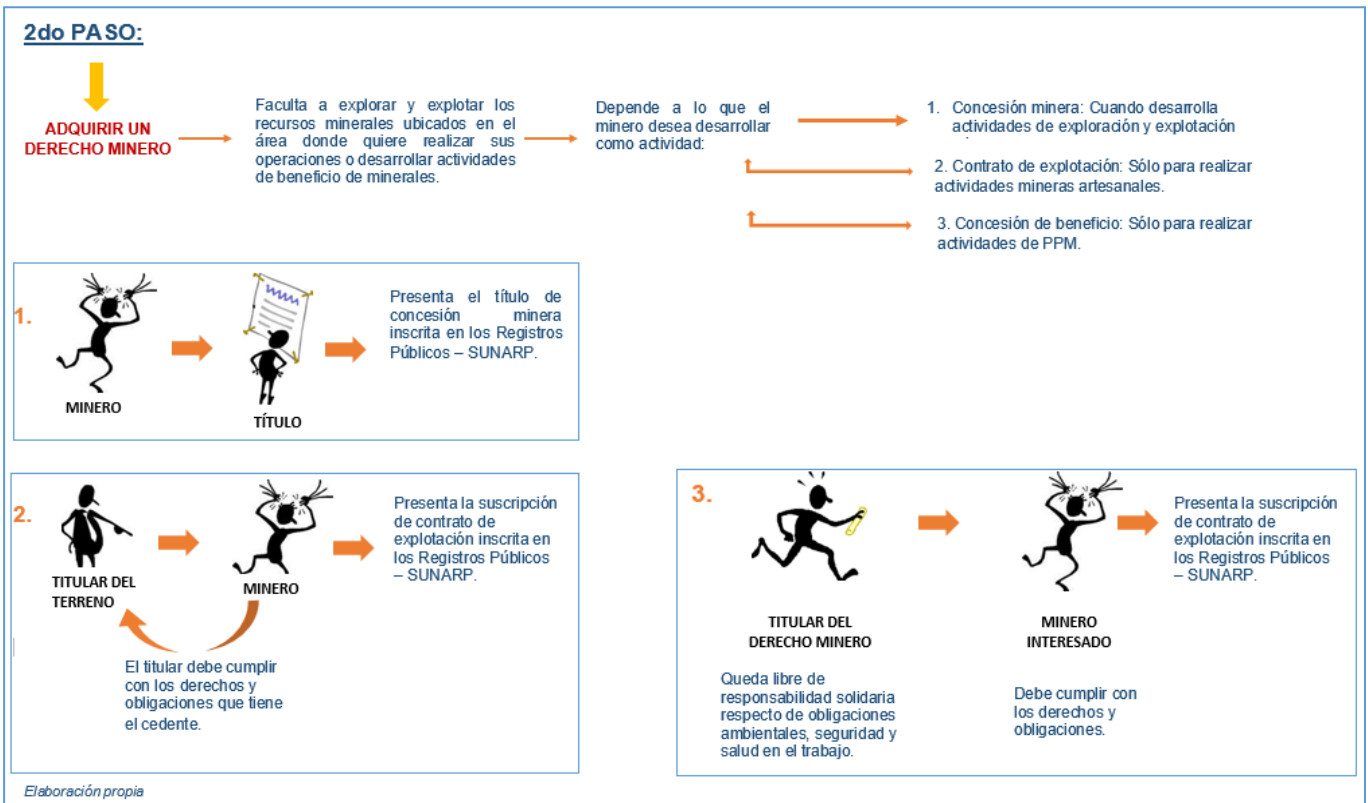 2do PASO:
ADQUIRIR UN
DERECHO MINERO
Faculta a explorar y explotar los
recursos minerales ubicados en el
área donde quiere realizar sus
operaciones o desarrollar actividades
de beneficio de minerales.
Depende a lo que el
minero desea desarrollar
como actividad:
1. Concesión minera: Cuando desarrolla
actividades de exploración y explotación
2. Contrato de explotación: Sólo para realizar
actividades mineras artesanales.
3. Concesión de beneficio: Sólo para realizar
actividades de PPM.
1.
MINERO
TÍTULO
Presenta el título de
concesión minera
inscrita en los Registros
Públicos – SUNARP.
2.
TITULAR DEL
TERRENO
MINERO
Presenta la suscripción
de contrato de
explotación inscrita en
los Registros Públicos
– SUNARP.
El titular debe cumplir
con los derechos y
obligaciones que tiene
el cedente.
3.
TITULAR DEL
DERECHO MINERO
Queda libre de
responsabilidad solidaria
respecto de obligaciones
ambientales, seguridad y
salud en el trabajo.
MINERO
INTERESADO
Debe cumplir con
los derechos y
obligaciones.
Presenta la suscripción
de contrato de
explotación inscrita en
los Registros Públicos
– SUNARP.
Elaboración propia